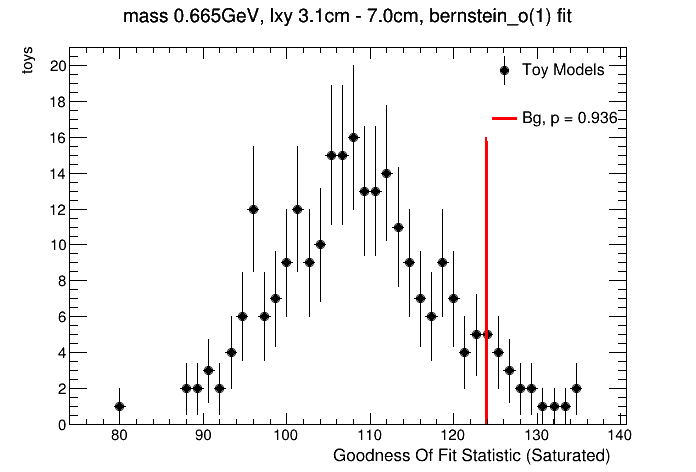 mass 0.665GeV, lxy 3.1cm - 7.0cm, bernstein_o(1) fit
toys
20
18
16
14
12
10
8
6
4
2
0
Toy Models
Bg, p = 0.936
80 90 100 110 120 130 140
Goodness Of Fit Statistic (Saturated)